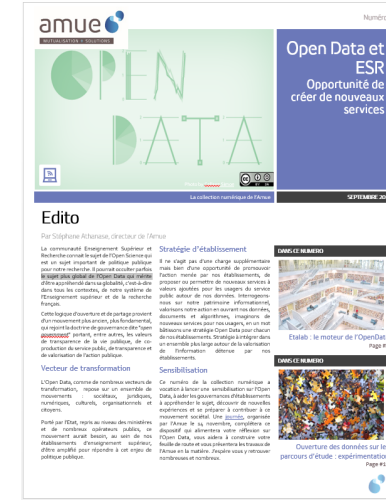 amue
MUTUALISATION + SOLUTIONS
Numéro
OPEN
DATA
Open Data et
ESR
Opportunité de
créer de nouveaux
services
La collection numérique de l'Amue
SEPTEMBRE 20
Edito
Par Stéphane Athanase, directeur de l'Amue
La communauté Enseignement Supérieur et
Recherche connait le sujet de l'Open Science qui
est un sujet important de politique publique
pour notre recherche. Il pourrait occulter parfois
le sujet plus global de l'Open Data qui mérite
d'être appréhendé dans sa globalité, c'est-à-dire
dans tous les contextes, de notre système de
l'Enseignement supérieur et de la recherche
français.
Cette logique d'ouverture et de partage provient
d'un mouvement plus ancien, plus fondamental,
qui rejoint la doctrine de gouvernance dite "open
government" portant, entre autres, les valeurs
de transparence de la vie publique, de co-
production du service public, de transparence et
de valorisation de l'action publique.
Vecteur de transformation
L'Open Data, comme de nombreux vecteurs de
transformation, repose sur un ensemble de
mouvements : sociétaux, juridiques,
numériques, culturels, organisationnels et
citoyens.
Porté par l'État, repris au niveau des ministères
et de nombreux opérateurs publics, ce
mouvement aurait besoin, au sein de nos
établissements d'enseignement supérieur,
d'être amplifié pour répondre à cet enjeu de
politique publique.
Stratégie d'établissement
Il ne s'agit pas d'une charge supplémentaire
mais bien d'une opportunité de promouvoir
l'action menée par nos établissements, de
proposer ou permettre de nouveaux services à
valeurs ajoutées pour les usagers du service
public autour de nos données. Interrogeons-
nous sur notre patrimoine informationnel,
valorisons notre action en ouvrant nos données,
documents et algorithmes, imaginons de
nouveaux services pour nos usagers, en un mot
bâtissons une stratégie Open Data pour chacun
de nos établissements. Stratégie à intégrer dans
un ensemble plus large autour de la valorisation
de l'information détenue par nos
établissements.
Sensibilisation
Ce numéro de la collection numérique a
vocation à lancer une sensibilisation sur l'Open
Data, à aider les gouvernances d'établissements
à appréhender le sujet, découvrir de nouvelles
expériences et se préparer à contribuer à ce
mouvement sociétal. Une journée, organisée
par l'Amue le 14 novembre, complètera ce
dispositif qui alimentera votre réflexion sur
l'Open Data, vous aidera à construire votre
feuille de route et vous présentera les travaux de
l'Amue en la matière. J'espère vous y retrouver
nombreuses et nombreux.
DANS CE NUMERO
Etalab : le moteur de l'OpenDat
Page #
DANS CE NUMERO
Ouverture des données sur le
parcours d'étude : expérimentatio
Page #1